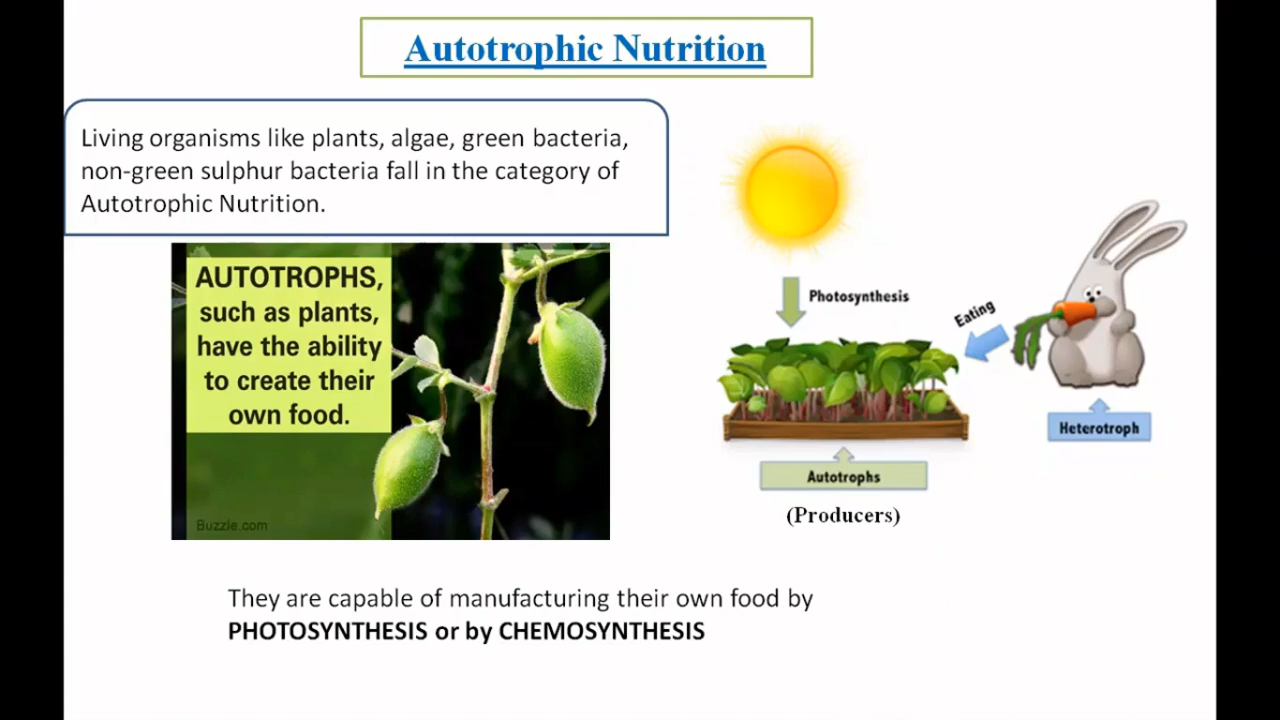 Autotrophic Nutrition
Living organisms like plants, algae, green bacteria,
non-green sulphur bacteria fall in the category of
Autotrophic Nutrition.
AUTOTROPHS,
such as plants,
have the ability
to create their
own food.
Buzzle.com
Photosynthesis
Eating
Heterotroph
Autotrophs
(Producers)
They are capable of manufacturing their own food by
PHOTOSYNTHESIS or by CHEMOSYNTHESIS